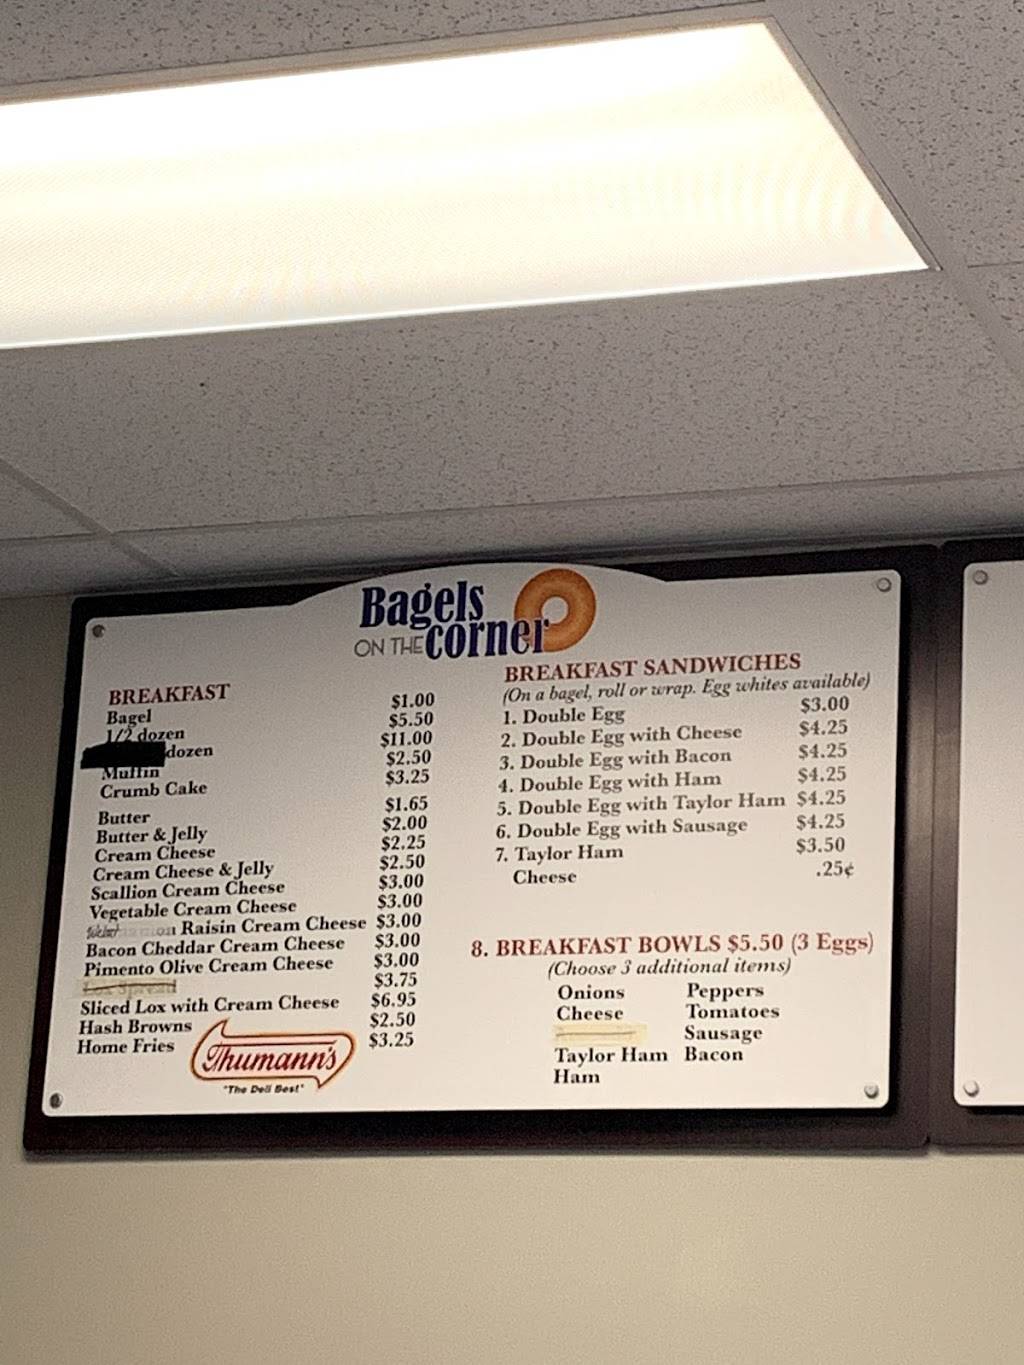 Bagels
ON THE corner
BREAKFAST
Bagel $1.00
1/2 dozen $5.50
dozen $11.00
Muffin $2.50
Crumb Cake $3.25
Butter $1.65
Butter & Jelly $2.00
Cream Cheese $2.25
Cream Cheese & Jelly $2.50
Scallion Cream Cheese $3.00
Vegetable Cream Cheese $3.00
Raisin Cream Cheese $3.00
Bacon Cheddar Cream Cheese $3.00
Pimento Olive Cream Cheese $3.00
Lox Spread $3.75
Sliced Lox with Cream Cheese $6.95
Hash Browns $2.50
Home Fries $3.25
Thumann's
"The Deli Best"
BREAKFAST SANDWICHES
(On a bagel, roll or wrap. Egg whites available)
1. Double Egg $3.00
2. Double Egg with Cheese $4.25
3. Double Egg with Bacon $4.25
4. Double Egg with Ham $4.25
5. Double Egg with Taylor Ham $4.25
6. Double Egg with Sausage $4.25
7. Taylor Ham $3.50
Cheese .25¢
8. BREAKFAST BOWLS $5.50 (3 Eggs)
(Choose 3 additional items)
Onions Peppers
Cheese Tomatoes
Sausage
Taylor Ham Bacon
Ham